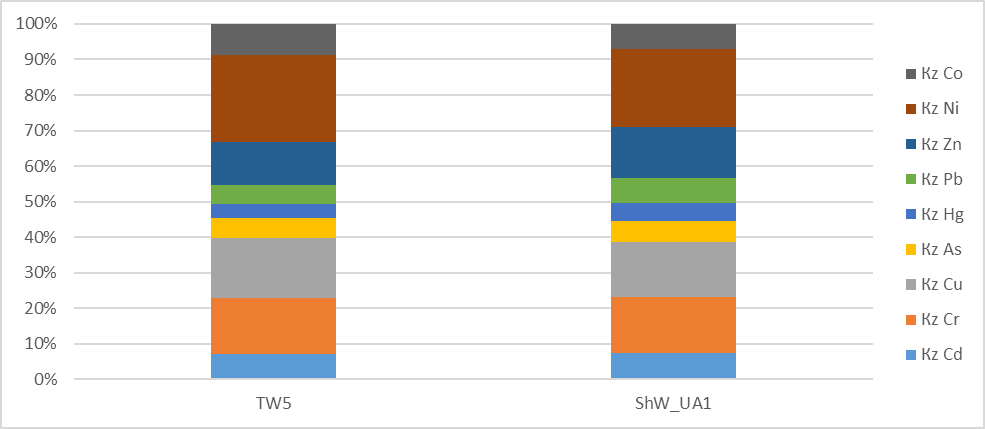 100%
90%
80%
70%
60%
50%
40%
30%
20%
10%
0%
TW5
ShW_UA1
Kz Co
Kz Ni
Kz Zn
Kz Pb
Kz Hg
Kz As
Kz Cu
Kz Cr
Kz Cd